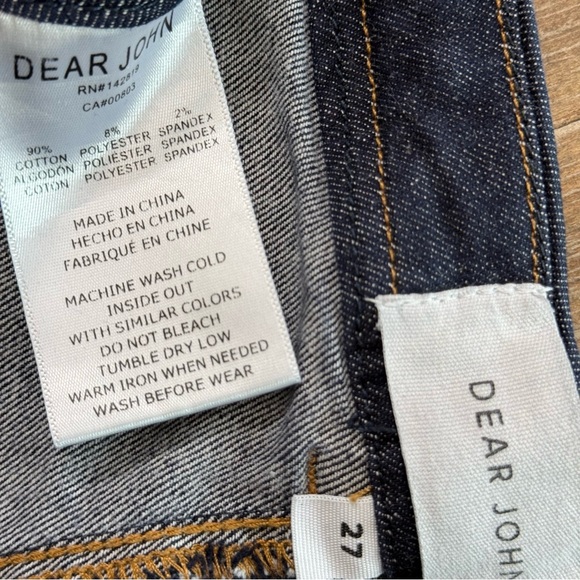 DEAR JOHN
RN#142819
CA#00803
90% 8% 2%
COTTON POLYESTER SPANDEX
ALGODÓN POLIÉSTER SPANDEX
COTON POLYESTER SPANDEX
MADE IN CHINA
HECHO EN CHINA
FABRIQUÉ EN CHINE
MACHINE WASH COLD
INSIDE OUT
WITH SIMILAR COLORS
DO NOT BLEACH
TUMBLE DRY LOW
WARM IRON WHEN NEEDED
WASH BEFORE WEAR
27
DEAR JOHN